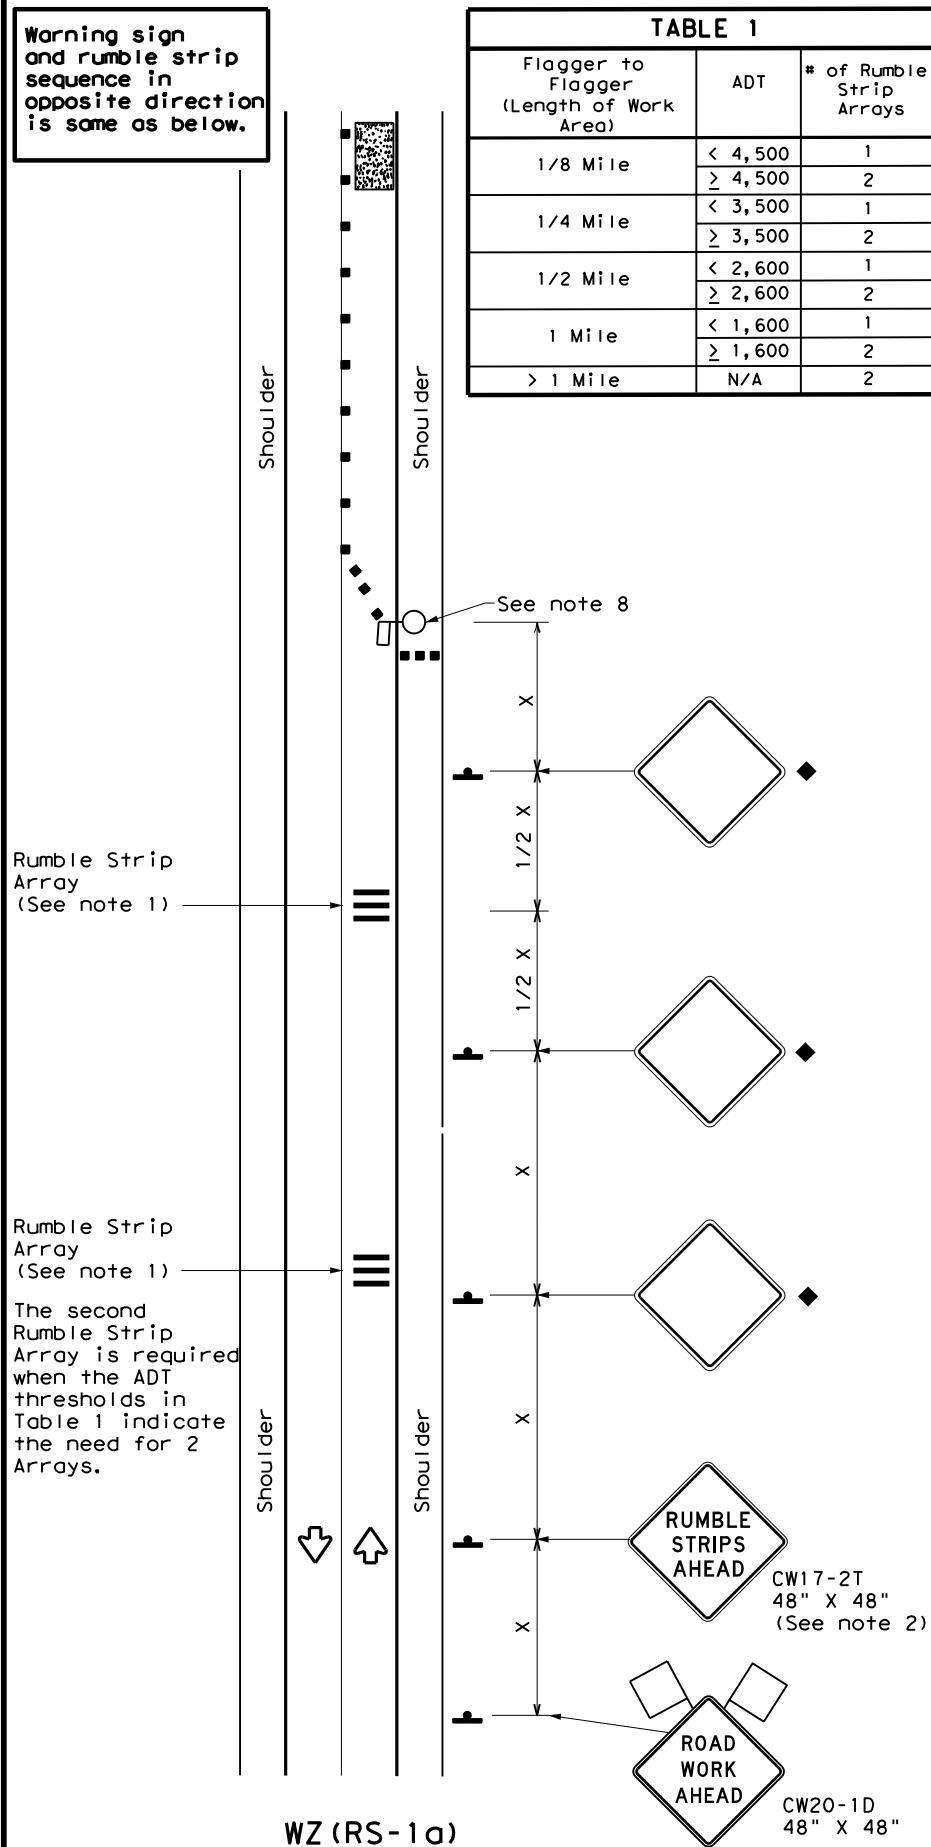 Warning sign
and rumble strip
sequence in
opposite direction
is same as below.
TABLE 1
Flagger to
Flagger
(Length of Work
Area)
ADT
# of Rumble
Strip
Arrays
1/8 Mile
< 4,500
1
≥ 4,500
2
1/4 Mile
< 3,500
1
≥ 3,500
2
1/2 Mile
< 2,600
1
≥ 2,600
2
1 Mile
< 1,600
1
≥ 1,600
2
> 1 Mile
N/A
2
Shoulder
Shoulder
See note 8
X
1/2 X
Rumble Strip
Array
(See note 1)
1/2 X
X
Rumble Strip
Array
(See note 1)
The second
Rumble Strip
Array is required
when the ADT
thresholds in
Table 1 indicate
the need for 2
Arrays.
Shoulder
Shoulder
X
RUMBLE
STRIPS
AHEAD
CW17-2T
48" X 48"
(See note 2)
X
ROAD
WORK
AHEAD
CW20-1D
48" X 48"
WZ (RS-1a)